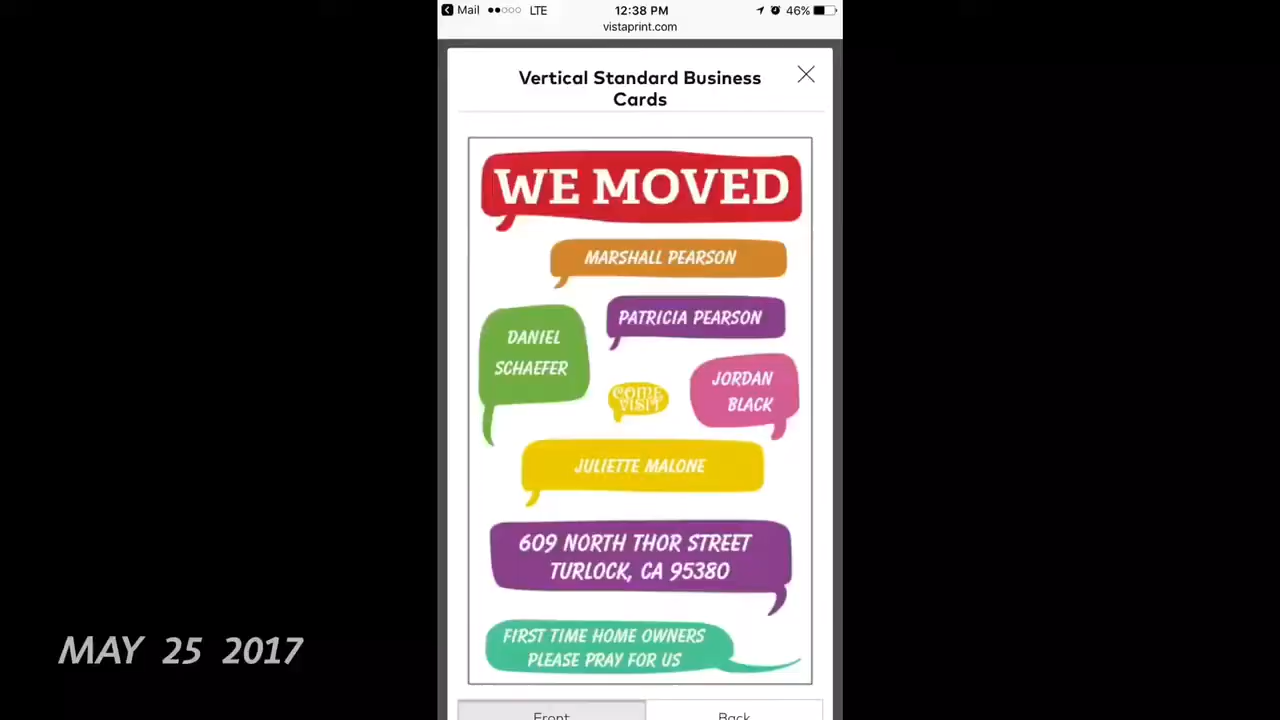 Mail LTE 12:38 PM 46%
vistaprint.com
Vertical Standard Business
Cards
WE MOVED
MARSHALL PEARSON
PATRICIA PEARSON
DANIEL
SCHAEFER
JORDAN
BLACK
COME
VISIT
JULIETTE MALONE
609 NORTH THOR STREET
TURLOCK, CA 95380
FIRST TIME HOME OWNERS
PLEASE PRAY FOR US
Front Back
MAY 25 2017